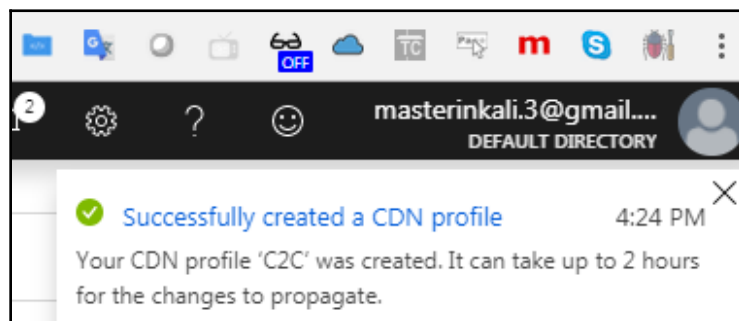 G
OFF
TC
m
S
2
?
masterinkali.3@gmail....
DEFAULT DIRECTORY
Successfully created a CDN profile 4:24 PM
Your CDN profile 'C2C' was created. It can take up to 2 hours
for the changes to propagate.